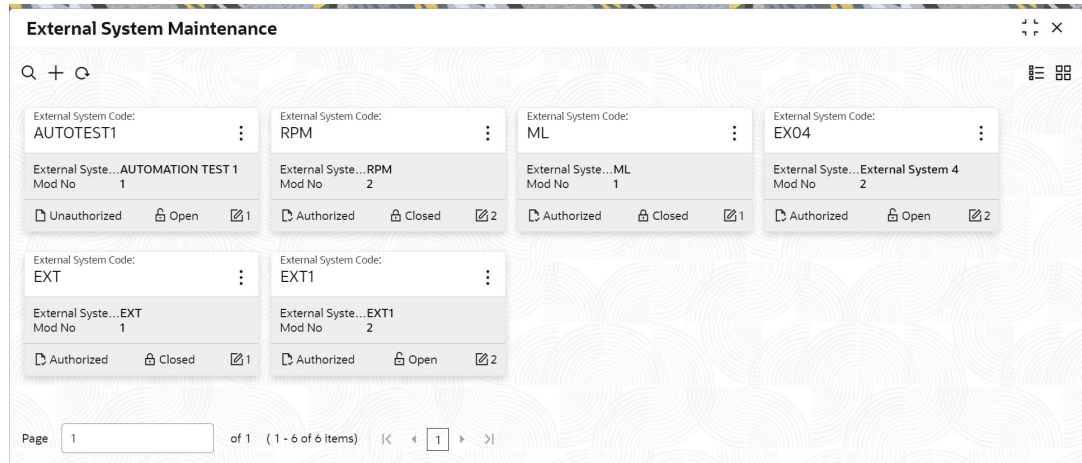 External System Maintenance
External System Code:
AUTOTEST1
External Syste...AUTOMATION TEST 1
Mod No 1
Unauthorized Open 1
External System Code:
RPM
External Syste...RPM
Mod No 2
Authorized Closed 2
External System Code:
ML
External Syste...ML
Mod No 1
Authorized Closed 1
External System Code:
EX04
External Syste...External System 4
Mod No 2
Authorized Open 2
External System Code:
EXT
External Syste...EXT
Mod No 1
Authorized Closed 1
External System Code:
EXT1
External Syste...EXT1
Mod No 2
Authorized Open 2
Page 1 of 1 ( 1 - 6 of 6 items) 1